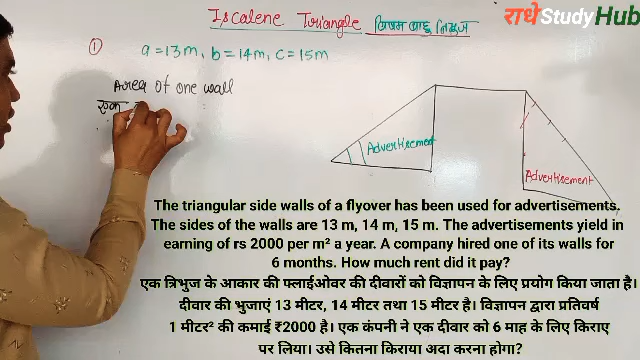 Iscalene Triangle विषम बाहु त्रिभुज
राधे Study Hub
① a = 13 m, b = 14 m, c = 15 m
Area of one wall
एक
Advertisement
Advertisement
The triangular side walls of a flyover has been used for advertisements.
The sides of the walls are 13 m, 14 m, 15 m. The advertisements yield in
earning of rs 2000 per m² a year. A company hired one of its walls for
6 months. How much rent did it pay?
एक त्रिभुज के आकार की फ्लाईओवर की दीवारों को विज्ञापन के लिए प्रयोग किया जाता है।
दीवार की भुजाएं 13 मीटर, 14 मीटर तथा 15 मीटर है। विज्ञापन द्वारा प्रतिवर्ष
1 मीटर² की कमाई ₹2000 है। एक कंपनी ने एक दीवार को 6 माह के लिए किराए
पर लिया। उसे कितना किराया अदा करना होगा?